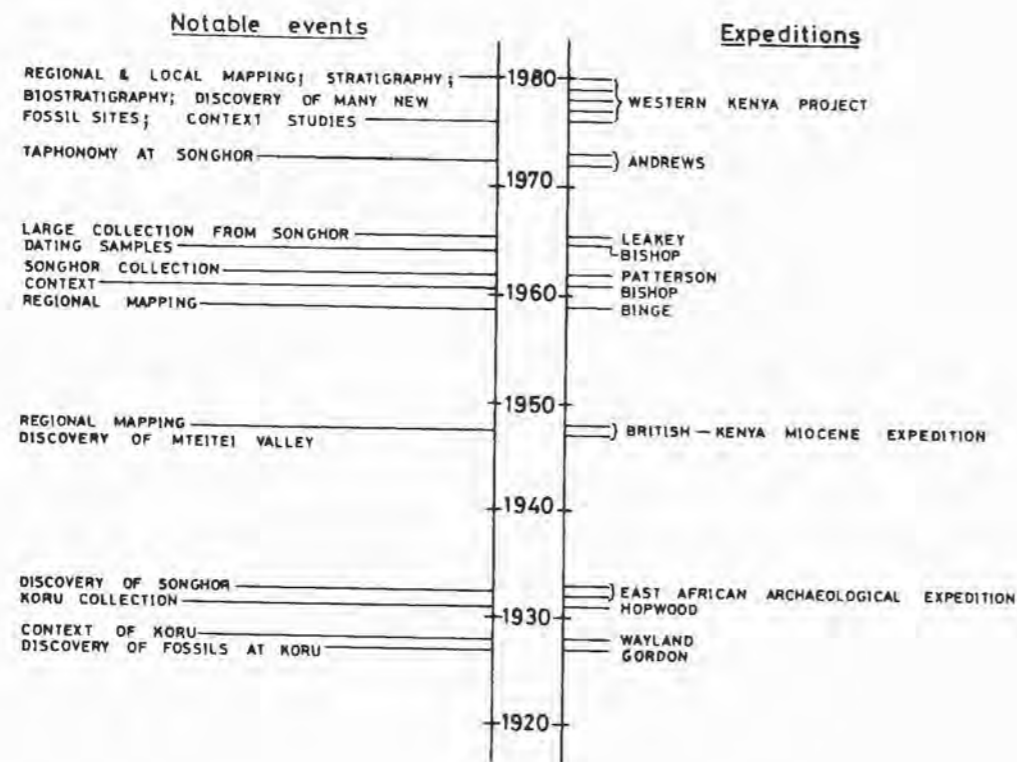 Notable events
Expeditions
REGIONAL & LOCAL MAPPING; STRATIGRAPHY;
BIOSTRATIGRAPHY; DISCOVERY OF MANY NEW
FOSSIL SITES; CONTEXT STUDIES
1980
WESTERN KENYA PROJECT
TAPHONOMY AT SONGHOR
ANDREWS
1970
LARGE COLLECTION FROM SONGHOR
DATING SAMPLES
LEAKEY
BISHOP
SONGHOR COLLECTION
CONTEXT
REGIONAL MAPPING
1960
PATTERSON
BISHOP
BINGE
1950
REGIONAL MAPPING
DISCOVERY OF MTEITEI VALLEY
BRITISH - KENYA MIOCENE EXPEDITION
1940
DISCOVERY OF SONGHOR
KORU COLLECTION
EAST AFRICAN ARCHAEOLOGICAL EXPEDITION
HOPWOOD
1930
CONTEXT OF KORU
DISCOVERY OF FOSSILS AT KORU
WAYLAND
GORDON
1920